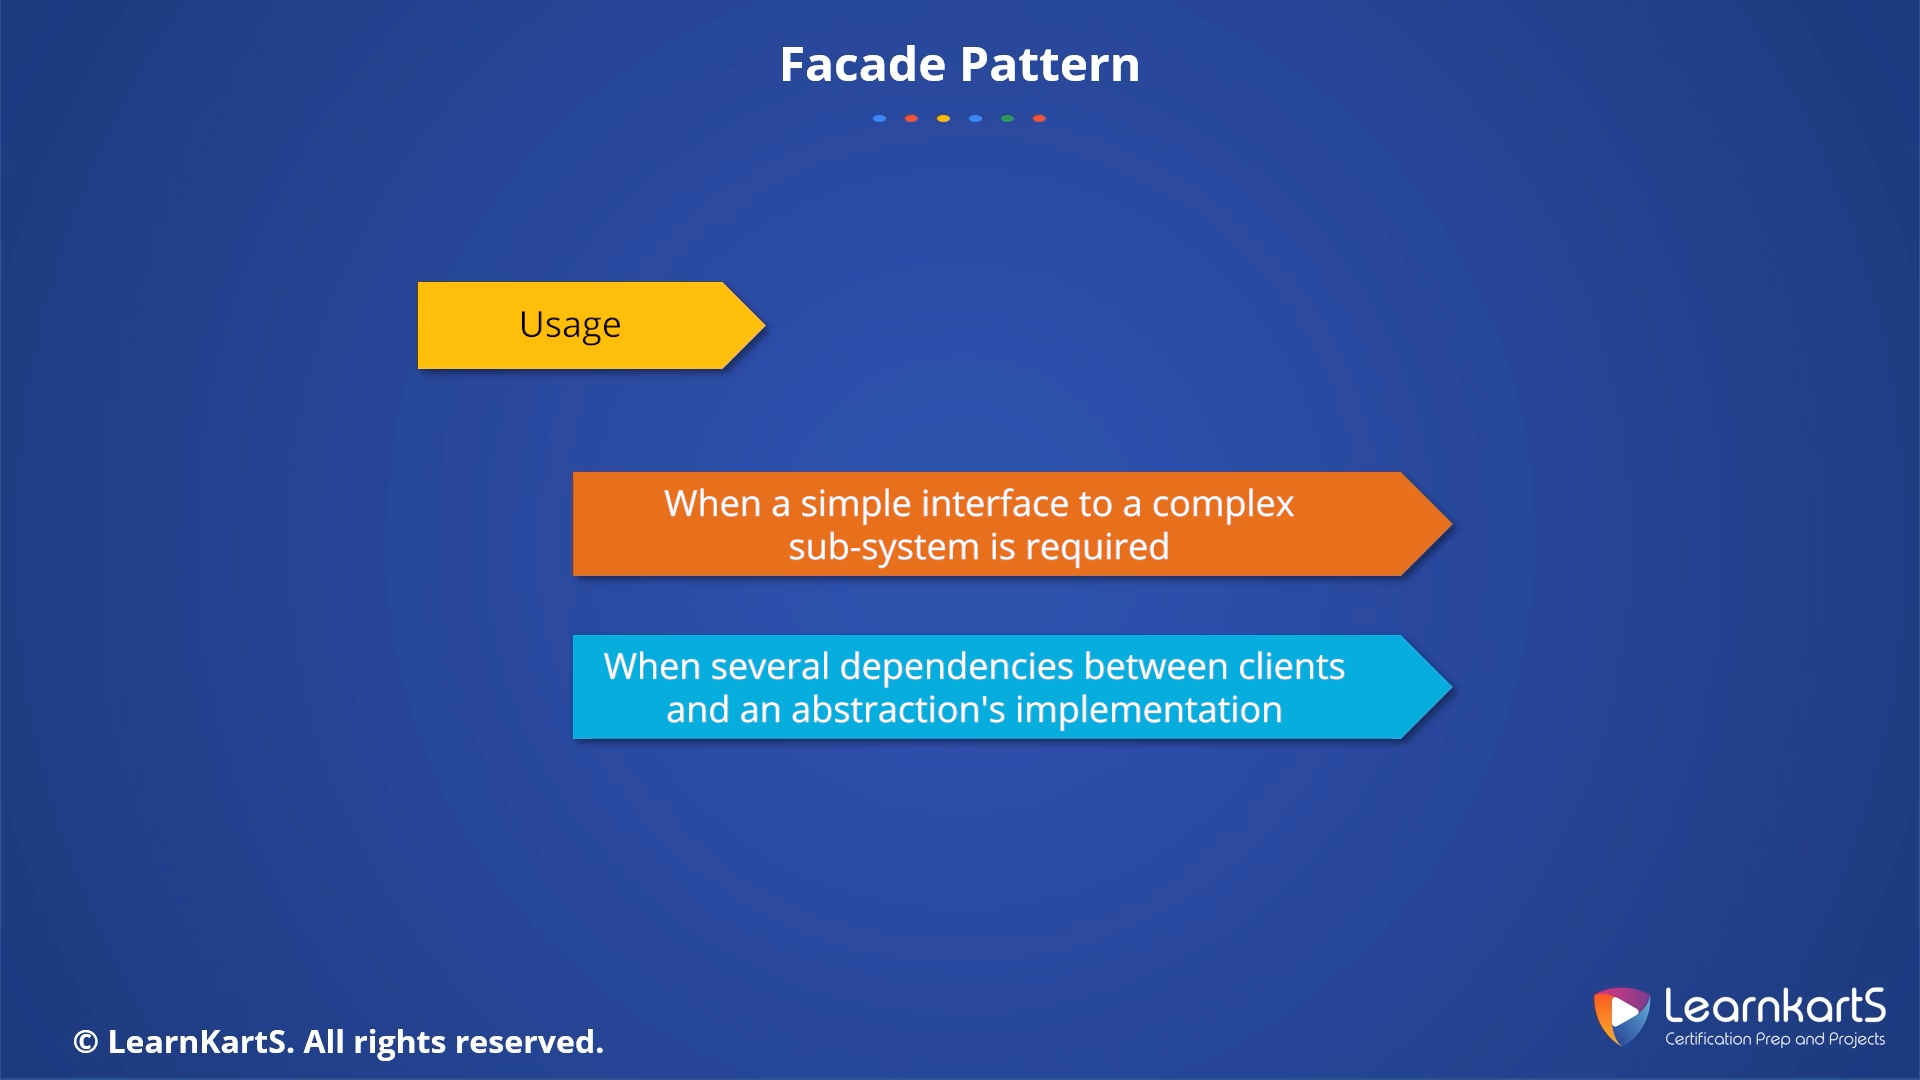 Facade Pattern
Usage
When a simple interface to a complex
sub-system is required
When several dependencies between clients
and an abstraction's implementation
© LearnKartS. All rights reserved.
LearnkartS
Certification Prep and Projects